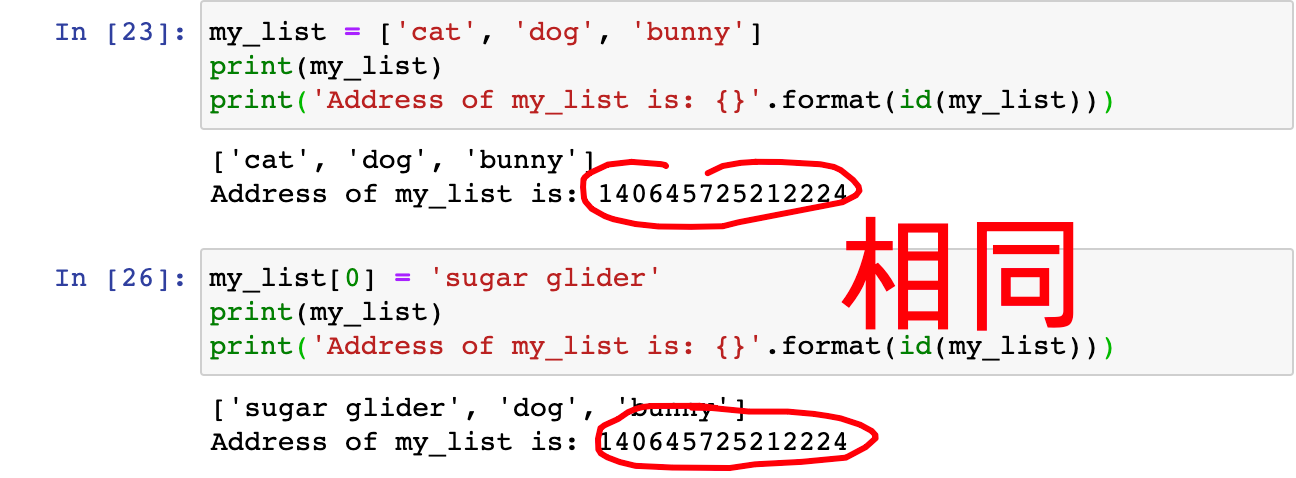 In [23]: my_list = ['cat', 'dog', 'bunny']
print(my_list)
print('Address of my_list is: {}'.format(id(my_list)))
['cat', 'dog', 'bunny']
Address of my_list is: 140645725212224
相同
In [26]: my_list[0] = 'sugar glider'
print(my_list)
print('Address of my_list is: {}'.format(id(my_list)))
['sugar glider', 'dog', 'bunny']
Address of my_list is: 140645725212224